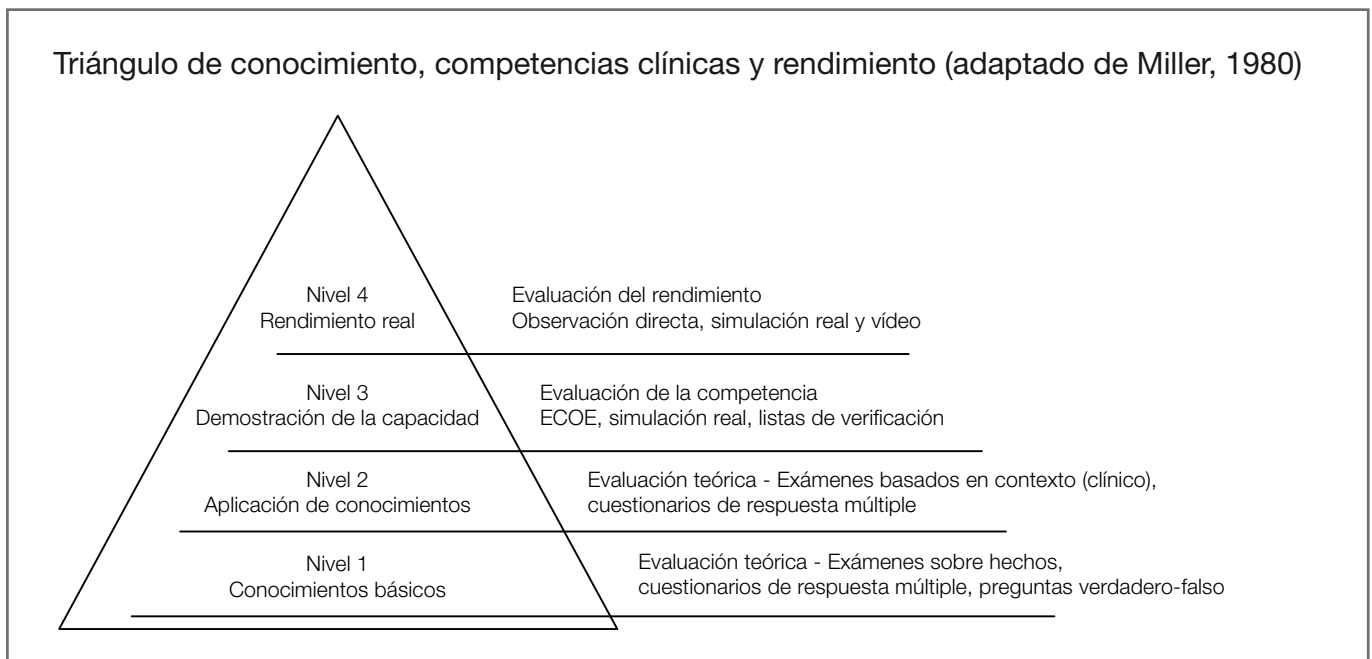 Triángulo de conocimiento, competencias clínicas y rendimiento (adaptado de Miller, 1980)
Nivel 4
Rendimiento real
Evaluación del rendimiento
Observación directa, simulación real y vídeo
Nivel 3
Demostración de la capacidad
Evaluación de la competencia
ECOE, simulación real, listas de verificación
Nivel 2
Aplicación de conocimientos
Evaluación teórica - Exámenes basados en contexto (clínico),
cuestionarios de respuesta múltiple
Nivel 1
Conocimientos básicos
Evaluación teórica - Exámenes sobre hechos,
cuestionarios de respuesta múltiple, preguntas verdadero-falso